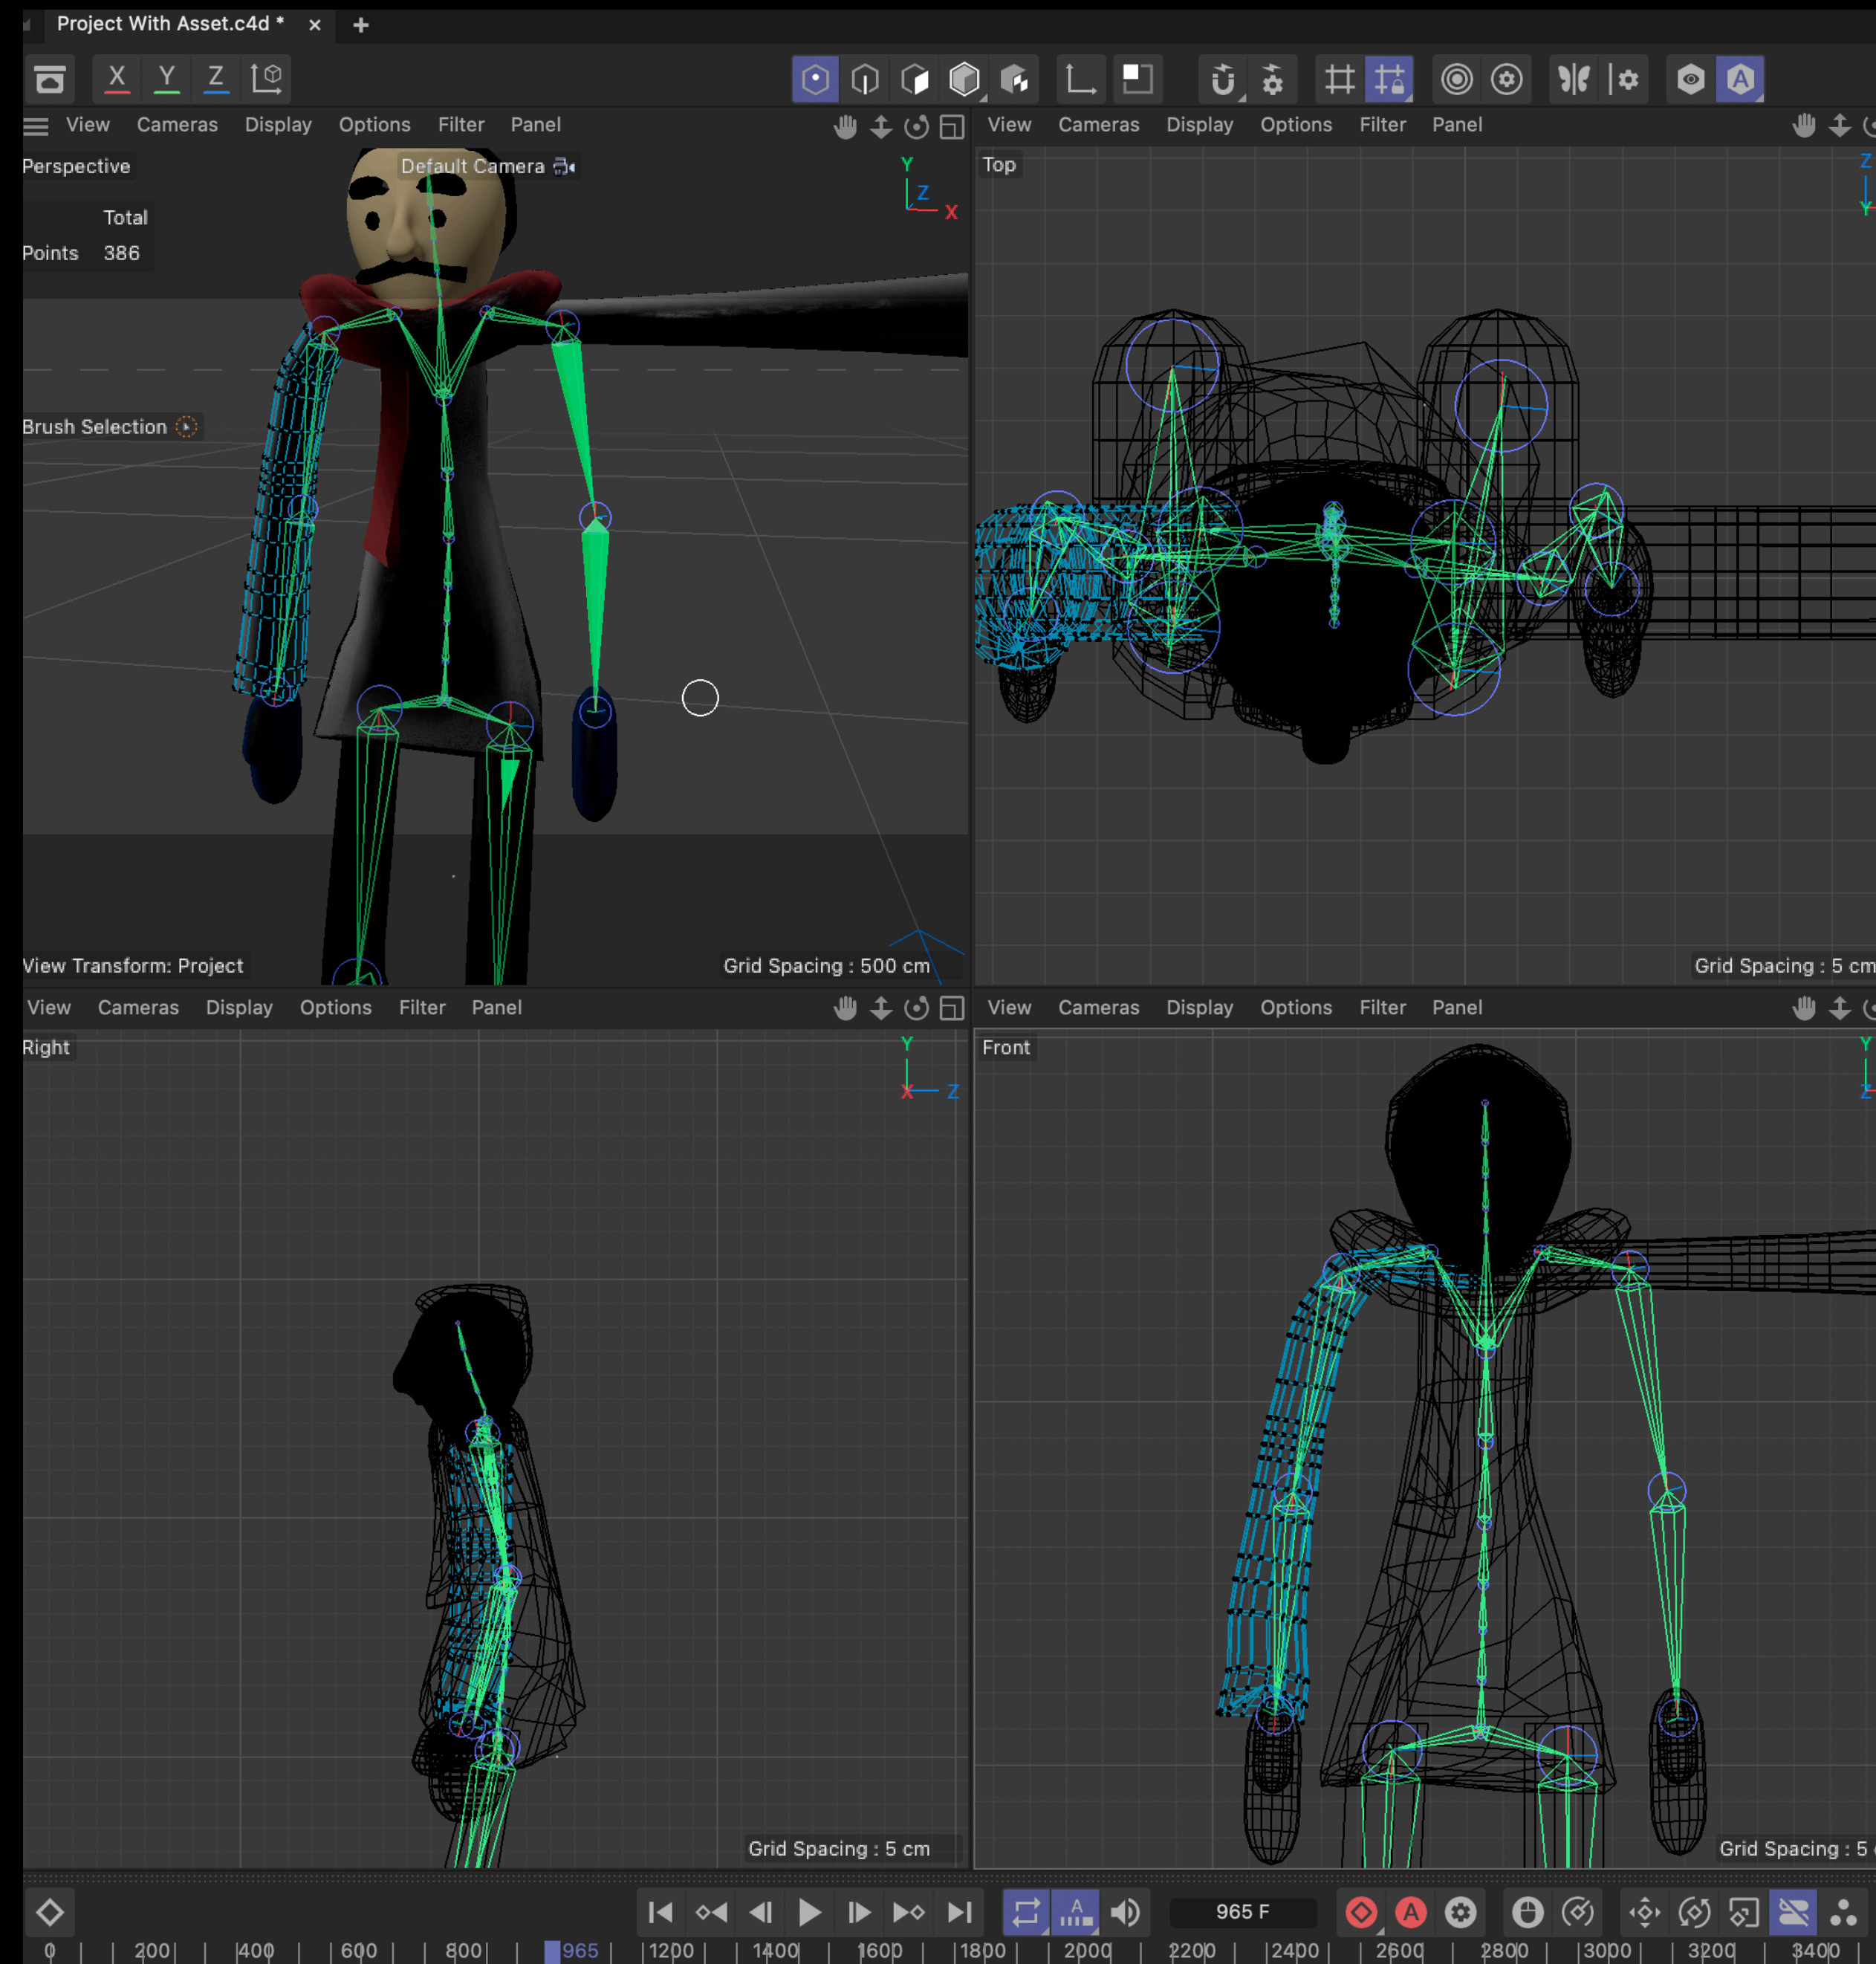 Project With Asset.c4d * × +
X Y Z
A
View Cameras Display Options Filter Panel
Perspective
Default Camera
Y
Z
X
Total
Points 386
Brush Selection
View Transform: Project
Grid Spacing : 500 cm
View Cameras Display Options Filter Panel
Top
Z
Y
Grid Spacing : 5 cm
View Cameras Display Options Filter Panel
Right
Y
X Z
Grid Spacing : 5 cm
View Cameras Display Options Filter Panel
Front
Y
Z
Grid Spacing : 5
A
965 F
A
0 200 400 600 800 965 1200 1400 1600 1800 2000 2200 2400 2600 2800 3000 3200 3400